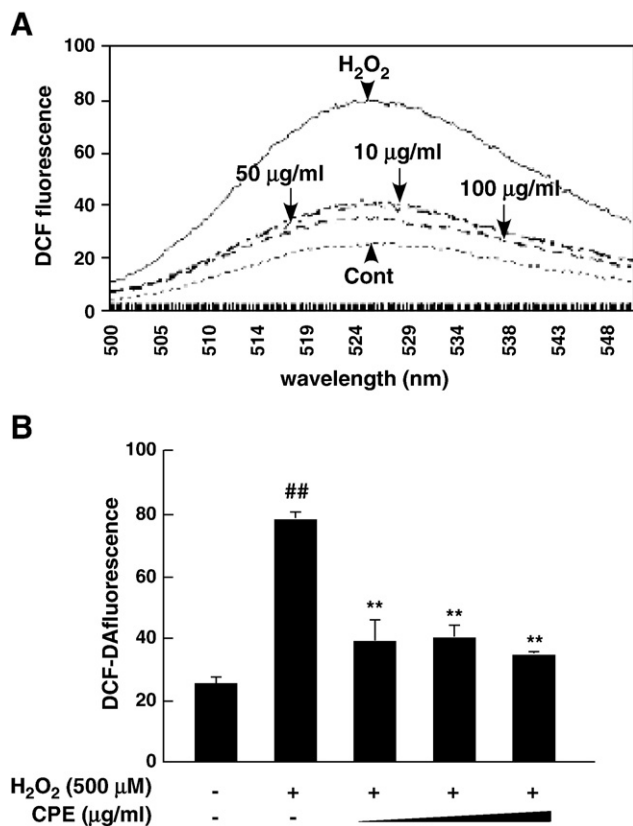 A
100
80
60
40
20
0
DCF fluorescence
H₂O₂
50 µg/ml
10 µg/ml
100 µg/ml
Cont
500 505 510 514 519 524 529 534 538 543 548
wavelength (nm)
B
100
80
60
40
20
0
DCF-DAfluorescence
##
** ** **
H₂O₂ (500 µM) - + + + +
CPE (µg/ml) - -